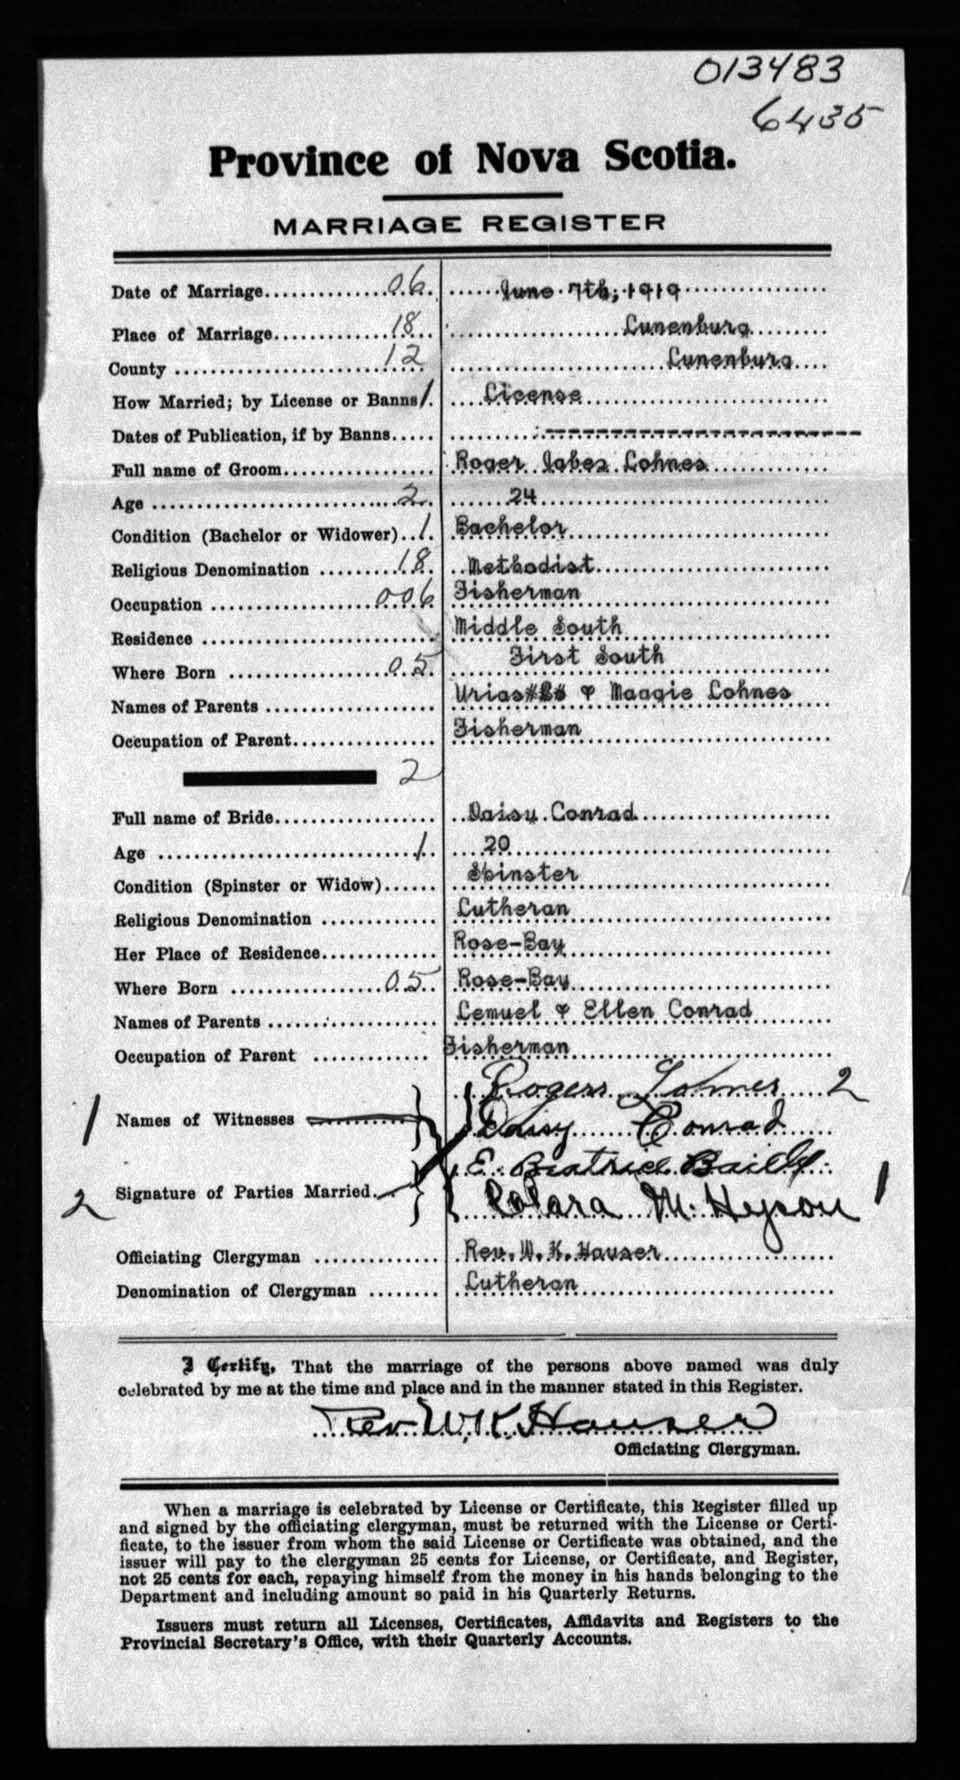 013483
6435
Province of Nova Scotia.
MARRIAGE REGISTER
Date of Marriage 06 June 7th, 1919
Place of Marriage 18 Lunenburg
County 12 Lunenburg
How Married; by License or Banns 1 License
Dates of Publication, if by Banns
Full name of Groom Roger Jabez Lohnes
Age 2 24
Condition (Bachelor or Widower) 1 Bachelor
Religious Denomination 18 Methodist
Occupation 006 Fisherman
Residence Middle South
Where Born 05 First South
Names of Parents Urias & Maggie Lohnes
Occupation of Parent Fisherman
2
Full name of Bride Daisy Conrad
Age 1 20
Condition (Spinster or Widow) Spinster
Religious Denomination Lutheran
Her Place of Residence Rose-Bay
Where Born 05 Rose-Bay
Names of Parents Lemuel & Ellen Conrad
Occupation of Parent Fisherman
Lohnes 2
1 Names of Witnesses Daisy Conrad
E. Beatrice Baily
2 Signature of Parties Married M. Hyson 1
Officiating Clergyman Rev. W. K. Hauser
Denomination of Clergyman Lutheran
I Certify, That the marriage of the persons above named was duly
celebrated by me at the time and place and in the manner stated in this Register.
Rev. W. K. Hauser
Officiating Clergyman.
When a marriage is celebrated by License or Certificate, this Register filled up
and signed by the officiating clergyman, must be returned with the License or Certi-
ficate, to the issuer from whom the said License or Certificate was obtained, and the
issuer will pay to the clergyman 25 cents for License, or Certificate, and Register,
not 25 cents for each, repaying himself from the money in his hands belonging to the
Department and including amount so paid in his Quarterly Returns.
Issuers must return all Licenses, Certificates, Affidavits and Registers to the
Provincial Secretary's Office, with their Quarterly Accounts.